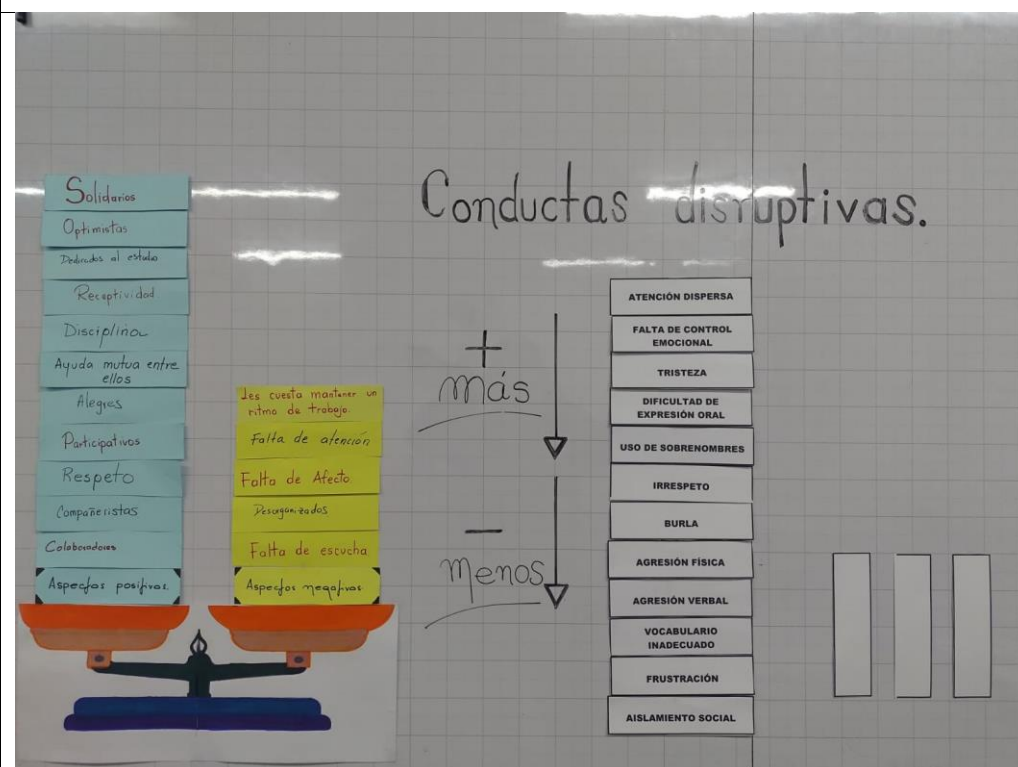 Conductas disruptivas.
Solidarios
Optimistas
Dedicados al estudio
Receptividad
Disciplina
Ayuda mutua entre
ellos
Alegres
Participativos
Respeto
Compañeristas
Colaboradores
Aspectos positivos
les cuesta mantener un
ritmo de trabajo.
Falta de atención
Falta de Afecto
Desorganizados
Falta de escucha
Aspectos negativos
+
más
-
menos
ATENCIÓN DISPERSA
FALTA DE CONTROL
EMOCIONAL
TRISTEZA
DIFICULTAD DE
EXPRESIÓN ORAL
USO DE SOBRENOMBRES
IRRESPETO
BURLA
AGRESIÓN FÍSICA
AGRESIÓN VERBAL
VOCABULARIO
INADECUADO
FRUSTRACIÓN
AISLAMIENTO SOCIAL